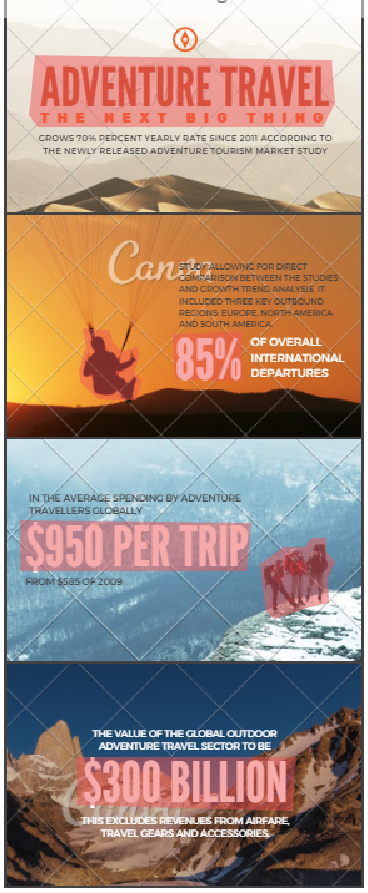 ADVENTURE TRAVEL
THE NEXT BIG THING
GROWS 70% PERCENT YEARLY RATE SINCE 2011 ACCORDING TO
THE NEWLY RELEASED ADVENTURE TOURISM MARKET STUDY
Canva
STUDY ALLOWING FOR DIRECT
COMPARISON BETWEEN THE STUDIES
AND GROWTH TREND ANALYSIS. IT
INCLUDED THREE KEY OUTBOUND
REGIONS: EUROPE, NORTH AMERICA
AND SOUTH AMERICA.
85%
OF OVERALL
INTERNATIONAL
DEPARTURES
IN THE AVERAGE SPENDING BY ADVENTURE
TRAVELLERS GLOBALLY
$950 PER TRIP
FROM $585 OF 2009
THE VALUE OF THE GLOBAL OUTDOOR
ADVENTURE TRAVEL SECTOR TO BE
$300 BILLION
Canva
THIS EXCLUDES REVENUES FROM AIRFARE,
TRAVEL GEARS AND ACCESSORIES.